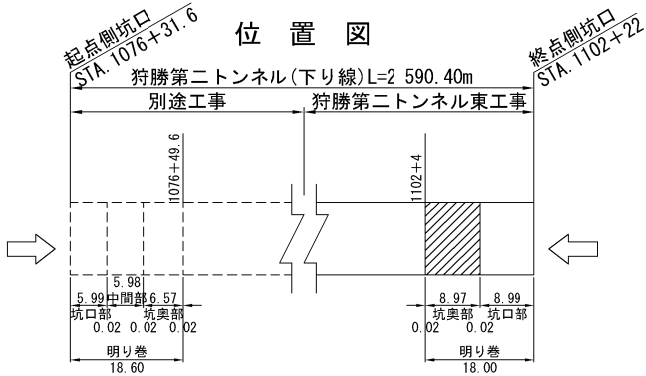 位置図
起点側坑口
STA.1076+31.6
終点側坑口
STA.1102+22
狩勝第二トンネル(下り線)L=2 590.40m
別途工事
狩勝第二トンネル東工事
1076+49.6
1102+4
5.98
5.99 中間部 6.57
坑口部 坑奥部
0.02 0.02 0.02
明り巻
18.60
8.97 8.99
坑奥部 坑口部
0.02 0.02
明り巻
18.00